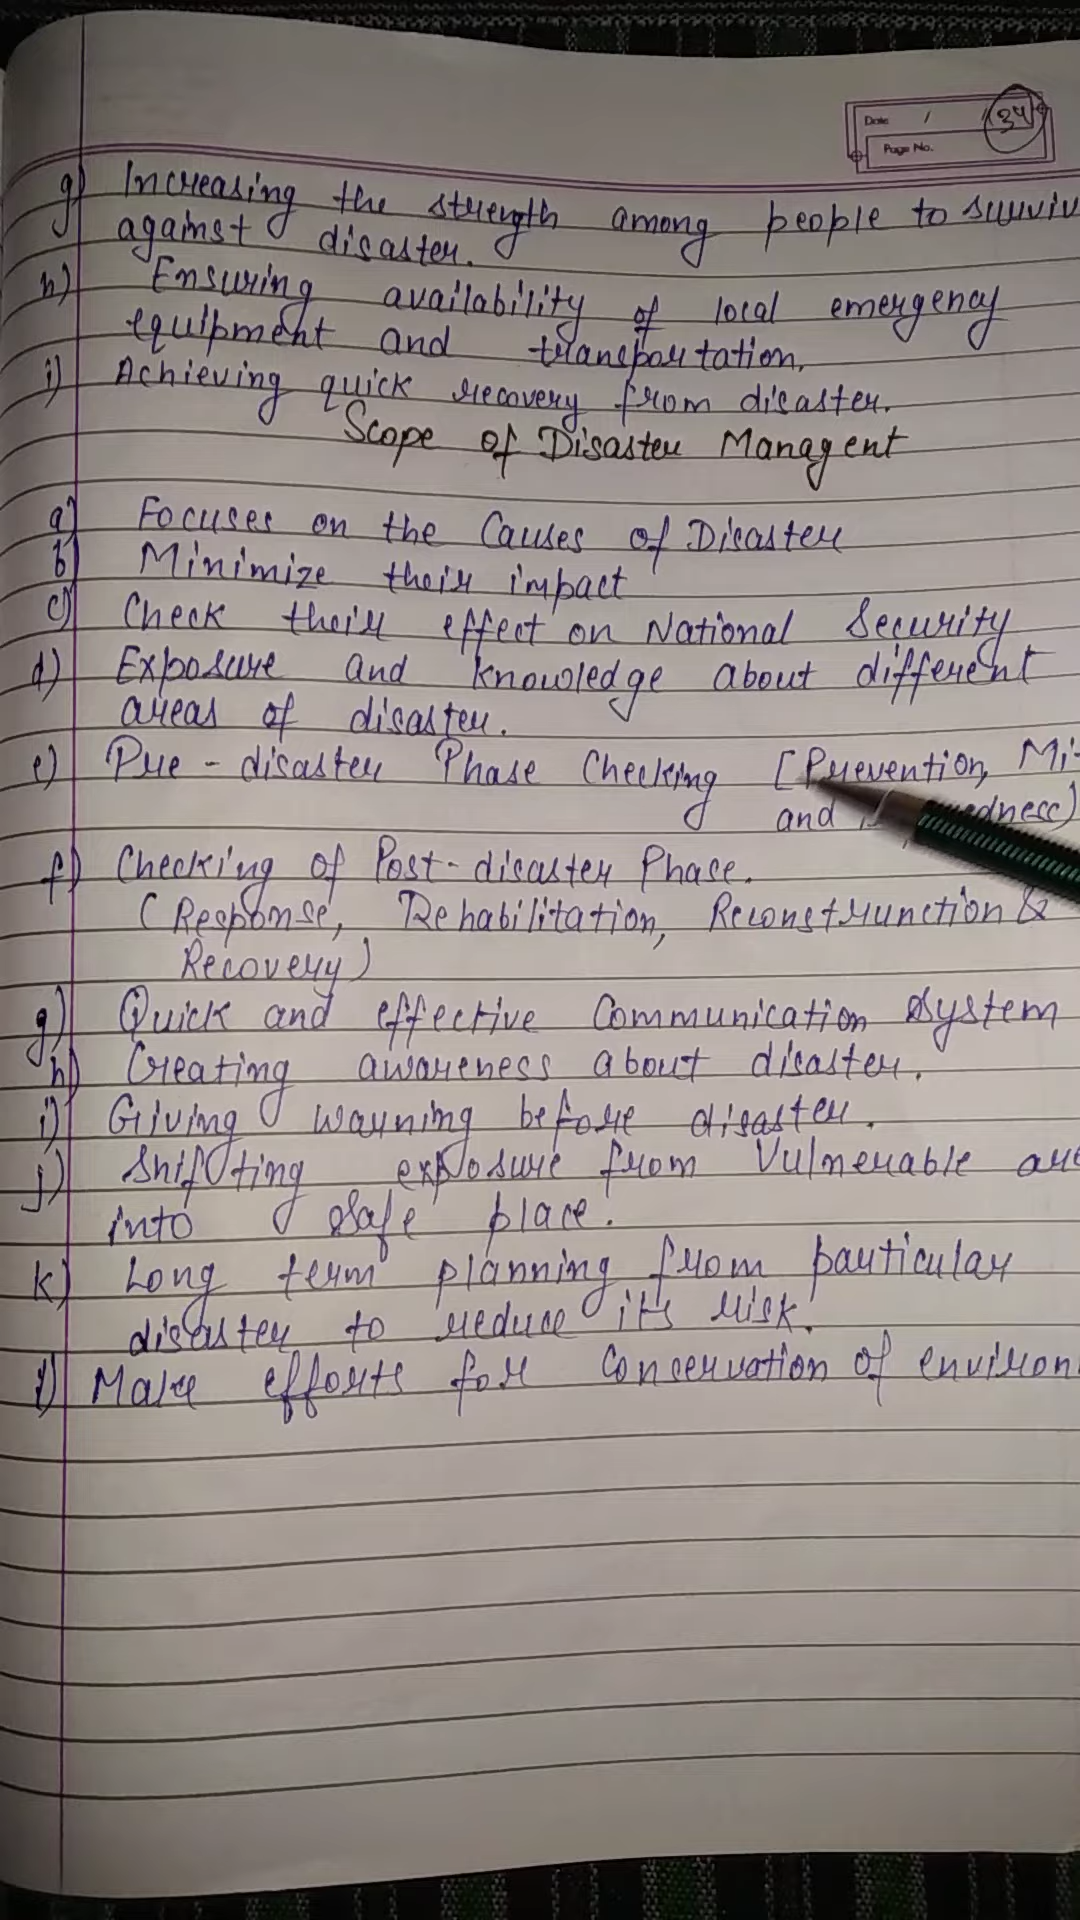 Date / /
34
Page No.
g) Increasing the strength among people to surviv
against disaster.
h) Ensuring availability of local emergency
equipment and transportation.
i) Achieving quick recovery from disaster.
Scope of Disaster Managent
a) Focuses on the Causes of Disaster
b) Minimize their impact
c) Check their effect on National Security
d) Exposure and knowledge about different
areas of disaster.
e) Pre-disaster Phase Checking [Prevention, Mi-
and edness)
f) Checking of Post-disaster Phase.
(Response, Rehabilitation, Reconstrunction &
Recovery)
g) Quick and effective Communication System
h) Creating awareness about disaster.
i) Giving warning before disaster.
j) Shifting exposure from Vulnerable are
into safe place.
k) Long term planning from particular
disaster to reduce its risk.
l) Make efforts for Conservation of environ